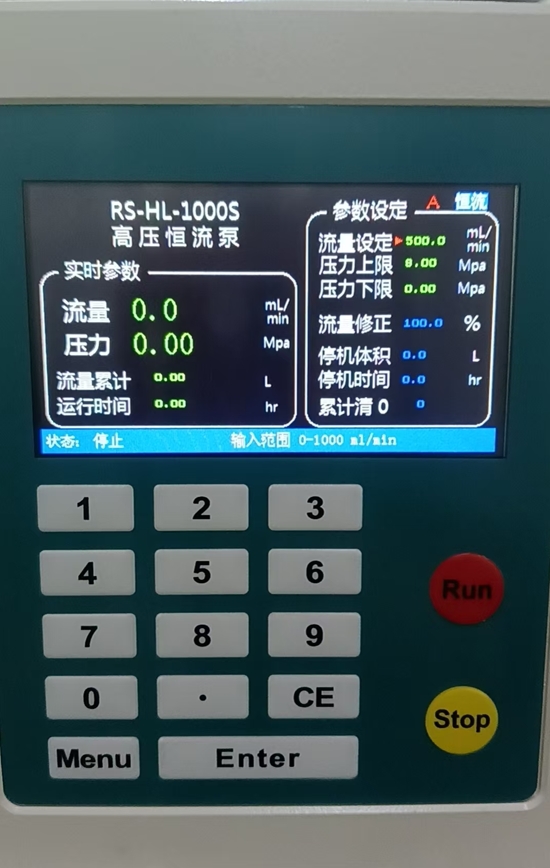 RS-HL-1000S
高压恒流泵
A 恒流
实时参数
流量 0.0 mL/min
压力 0.00 Mpa
流量累计 0.00 L
运行时间 0.00 hr
参数设定
流量设定 500.0 mL/min
压力上限 8.00 Mpa
压力下限 0.00 Mpa
流量修正 100.0 %
停机体积 0.0 L
停机时间 0.0 hr
累计清0 0
状态: 停止 输入范围 0-1000 ml/min
1 2 3
4 5 6
Run
7 8 9
0 . CE
Stop
Menu Enter